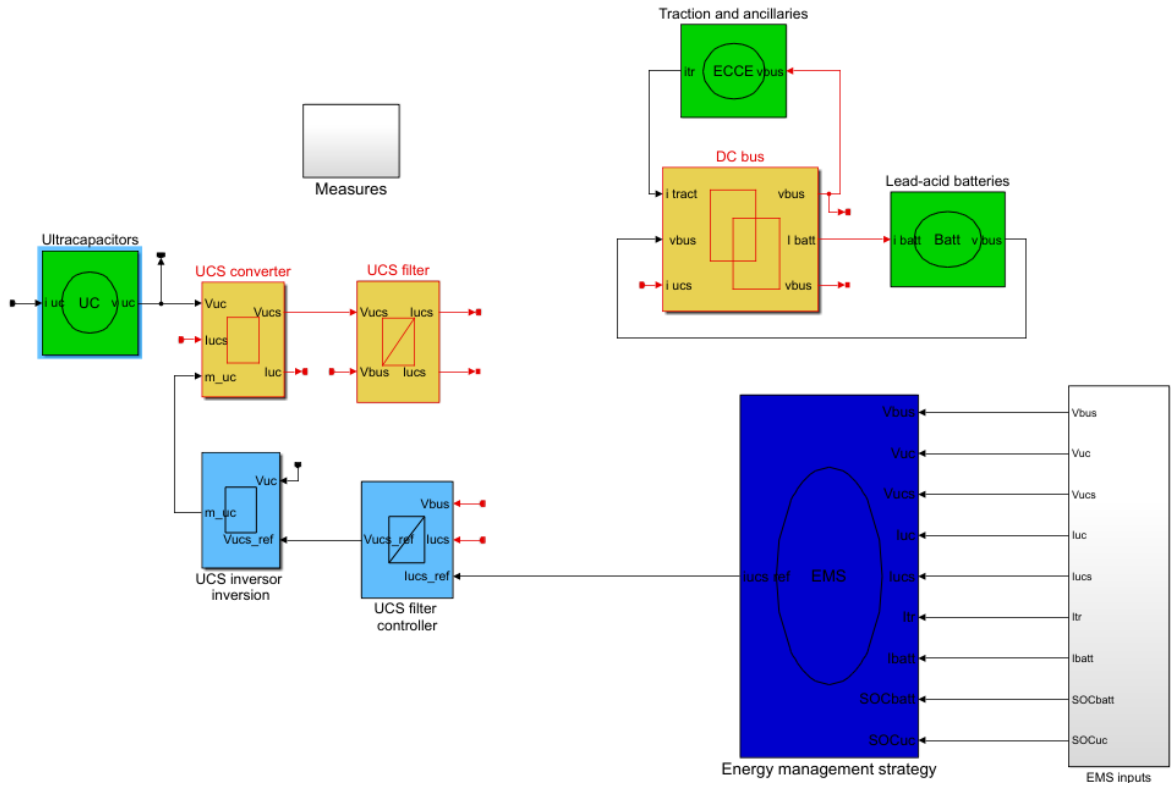 Traction and ancillaries
itr ECCE vbus
Measures
DC bus
i tract vbus
vbus I batt
i ucs vbus
Lead-acid batteries
i batt Batt v bus
Ultracapacitors
i uc UC v uc
UCS converter
Vuc Vucs
Iucs
m_uc Iuc
UCS filter
Vucs Iucs
Vbus Iucs
Vuc
m_uc
Vucs_ref
UCS inversor
inversion
Vbus
Vucs_ref Iucs
Iucs_ref
UCS filter
controller
Vbus
Vuc
Vucs
Iuc
Iucs_ref EMS Iucs
Itr
Ibatt
SOCbatt
SOCuc
Energy management strategy
Vbus
Vuc
Vucs
Iuc
Iucs
Itr
Ibatt
SOCbatt
SOCuc
EMS inputs